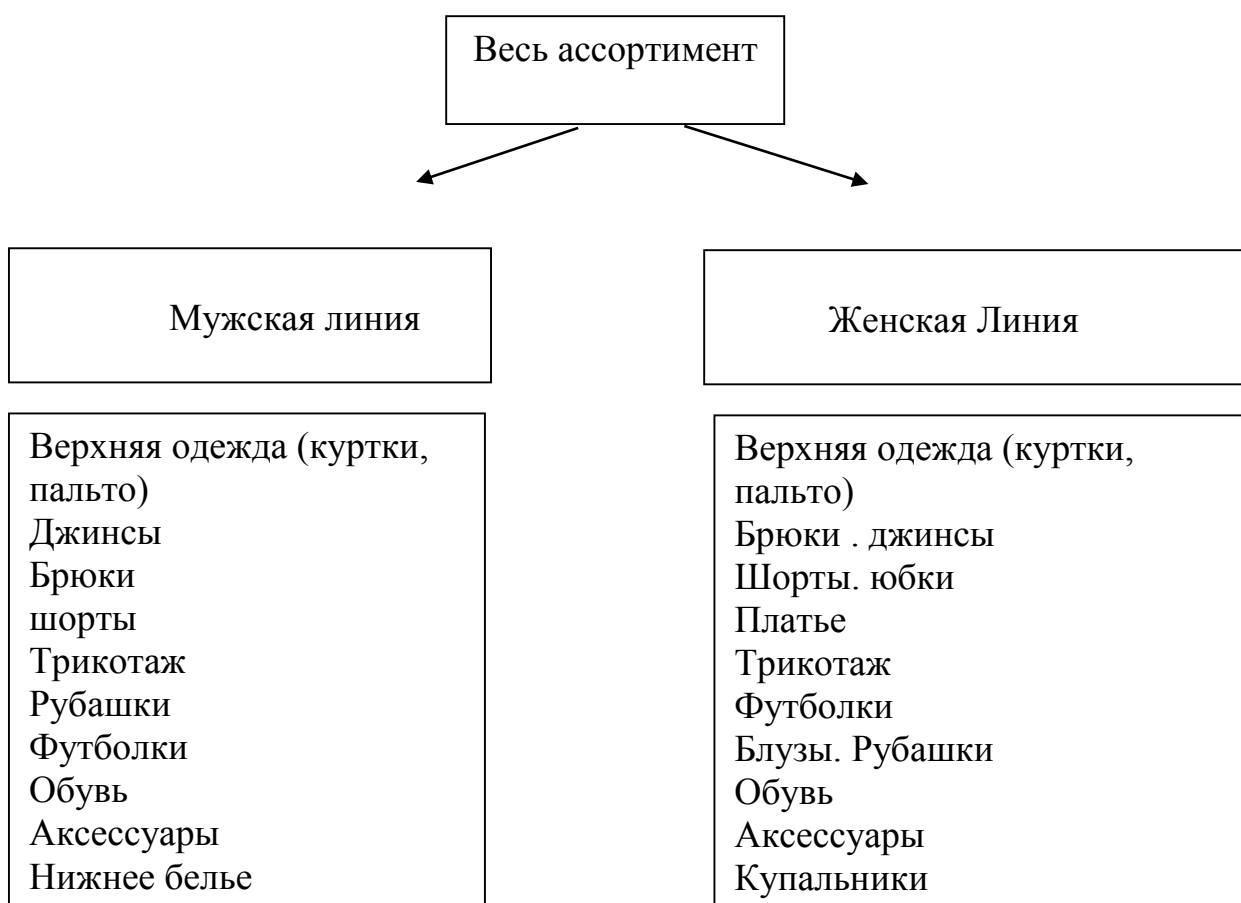 Весь ассортимент
Мужская линия
Женская Линия
Верхняя одежда (куртки,
пальто)
Джинсы
Брюки
шорты
Трикотаж
Рубашки
Футболки
Обувь
Аксессуары
Нижнее белье
Верхняя одежда (куртки,
пальто)
Брюки . джинсы
Шорты. юбки
Платье
Трикотаж
Футболки
Блузы. Рубашки
Обувь
Аксессуары
Купальники